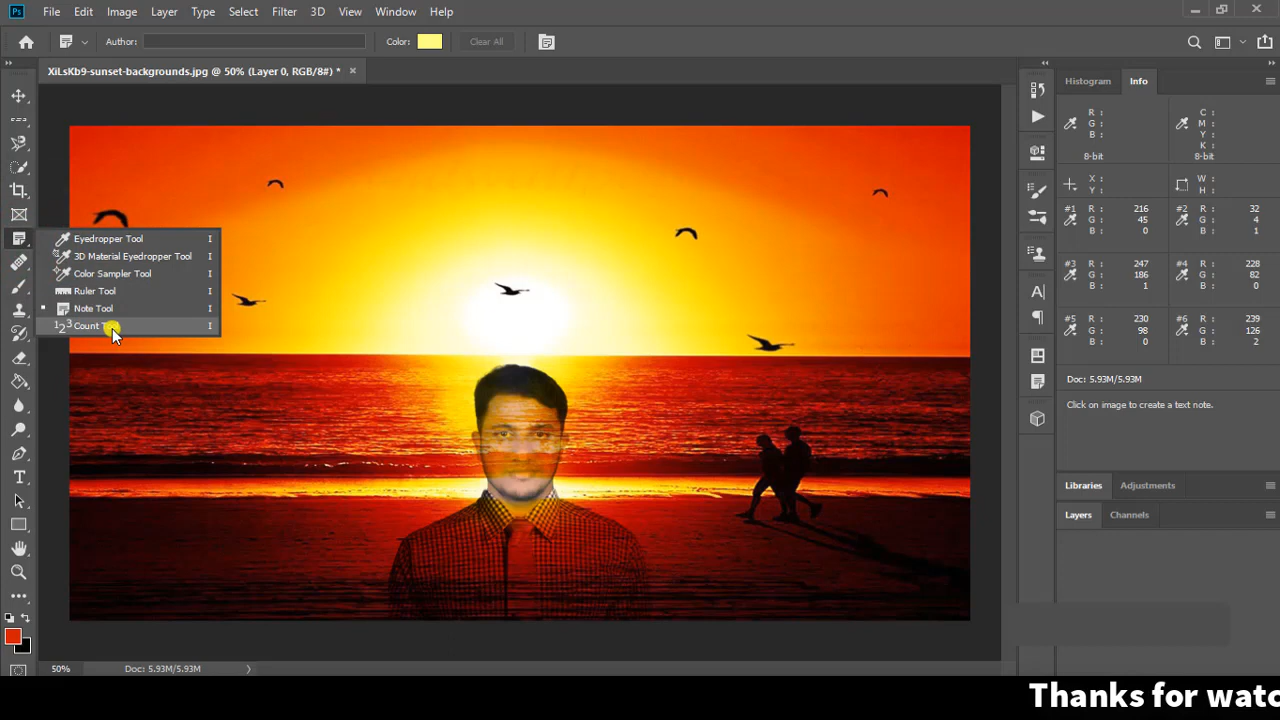 Ps File Edit Image Layer Type Select Filter 3D View Window Help
Author: Color: Clear All
XiLsKb9-sunset-backgrounds.jpg @ 50% (Layer 0, RGB/8#) * ×
Histogram Info
R : C :
G : M :
B : Y :
K :
8-bit 8-bit
X : W :
Y : H :
#1 R : 216 #2 R : 32
G : 45 G : 4
B : 0 B : 1
#3 R : 247 #4 R : 228
G : 186 G : 82
B : 1 B : 0
#5 R : 230 #6 R : 239
G : 98 G : 126
B : 0 B : 2
Doc: 5.93M/5.93M
Click on image to create a text note.
Libraries Adjustments
Layers Channels
Eyedropper Tool I
3D Material Eyedropper Tool I
Color Sampler Tool I
Ruler Tool I
Note Tool I
Count I
50% Doc: 5.93M/5.93M
Thanks for watc